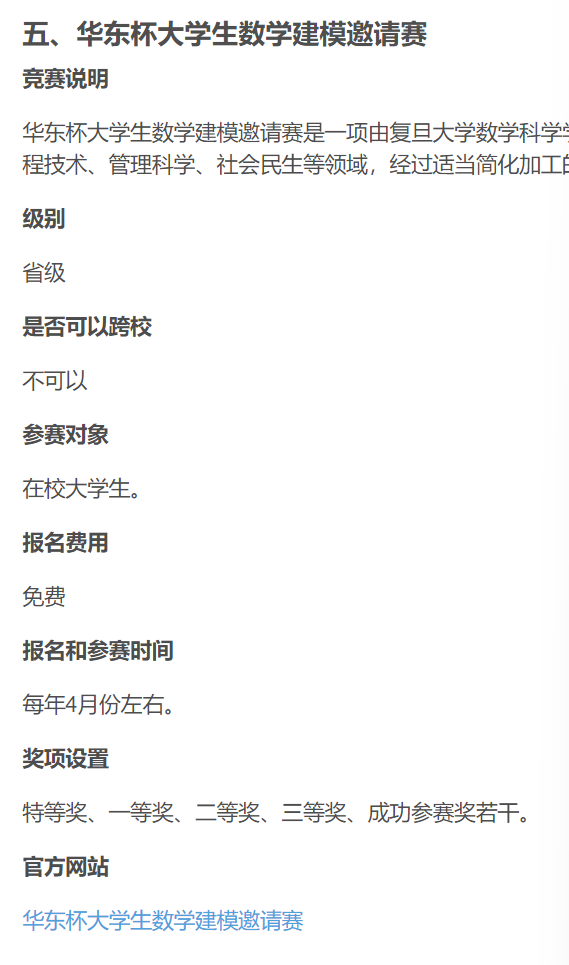 五、华东杯大学生数学建模邀请赛
竞赛说明
华东杯大学生数学建模邀请赛是一项由复旦大学数学科学
程技术、管理科学、社会民生等领域，经过适当简化加工
级别
省级
是否可以跨校
不可以
参赛对象
在校大学生。
报名费用
免费
报名和参赛时间
每年4月份左右。
奖项设置
特等奖、一等奖、二等奖、三等奖、成功参赛奖若干。
官方网站
华东杯大学生数学建模邀请赛